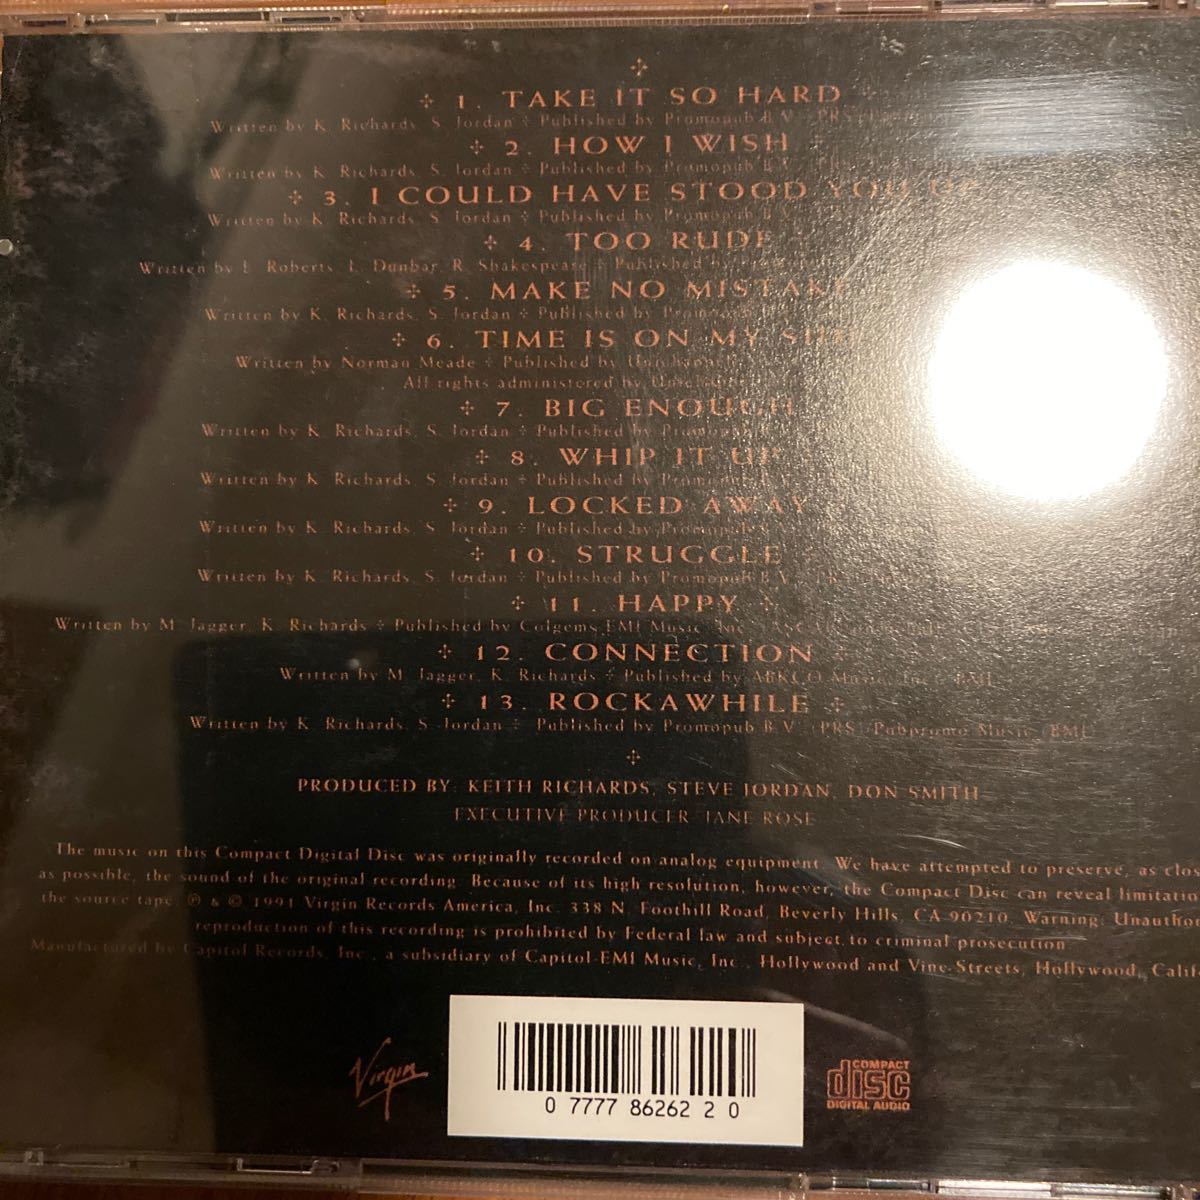 1. TAKE IT SO HARD
Written by K. Richards, S. Jordan ÷ Published by Promopub B.V. (PRS)
2. HOW I WISH
Written by K. Richards, S. Jordan ÷ Published by Promopub B.V.
3. I COULD HAVE STOOD YOU UP
Written by K. Richards, S. Jordan ÷ Published by Promopub B.V.
4. TOO RUDE
Written by L. Roberts, L. Dunbar, R. Shakespeare ÷ Published by
5. MAKE NO MISTAKE
Written by K. Richards, S. Jordan ÷ Published by Promopub
6. TIME IS ON MY SIDE
Written by Norman Meade ÷ Published by
All rights administered by
7. BIG ENOUGH
Written by K. Richards, S. Jordan ÷ Published by Promopub
8. WHIP IT UP
Written by K. Richards, S. Jordan ÷ Published by Promopub
9. LOCKED AWAY
Written by K. Richards, S. Jordan ÷ Published by Promopub
10. STRUGGLE
Written by K. Richards, S. Jordan ÷ Published by Promopub B.V. (PRS)
11. HAPPY
Written by M. Jagger, K. Richards ÷ Published by Colgems EMI Music, Inc.
12. CONNECTION
Written by M. Jagger, K. Richards ÷ Published by ABKCO Music, Inc. BMI
13. ROCKAWHILE
Written by K. Richards, S. Jordan ÷ Published by Promopub B.V. (PRS) Pubpromo Music, (BMI)
PRODUCED BY: KEITH RICHARDS, STEVE JORDAN, DON SMITH
EXECUTIVE PRODUCER: JANE ROSE
The music on this Compact Digital Disc was originally recorded on analog equipment. We have attempted to preserve, as clos
as possible, the sound of the original recording. Because of its high resolution, however, the Compact Disc can reveal limitatio
the source tape. ℗ & © 1991 Virgin Records America, Inc. 338 N. Foothill Road, Beverly Hills, CA 90210. Warning: Unautho
reproduction of this recording is prohibited by Federal law and subject to criminal prosecution.
Manufactured by Capitol Records, Inc., a subsidiary of Capitol-EMI Music, Inc., Hollywood and Vine Streets, Hollywood, Calif
Virgin
0 7777 86262 2 0
COMPACT
disc
DIGITAL AUDIO